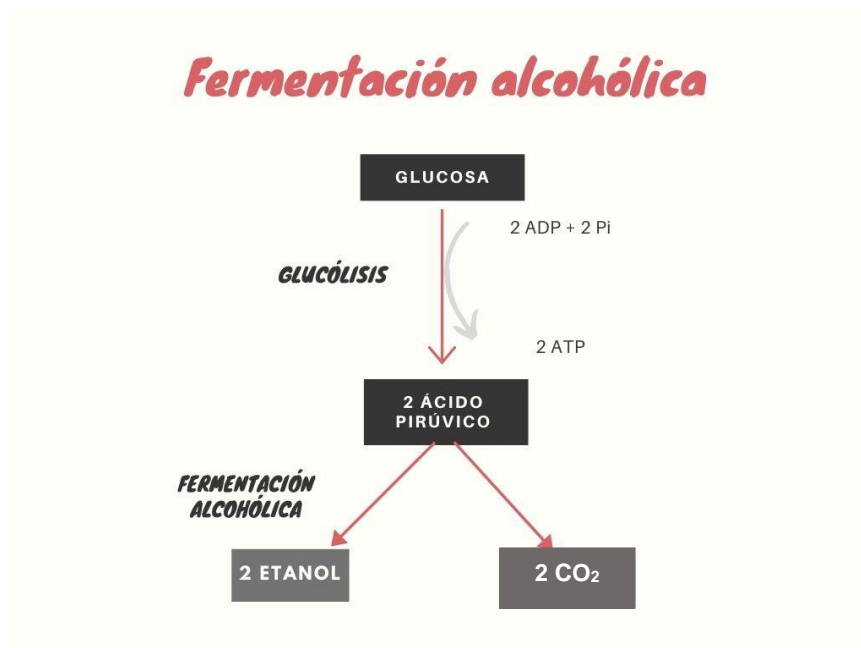 Fermentación alcohólica
GLUCOSA
2 ADP + 2 Pi
GLUCÓLISIS
2 ATP
2 ÁCIDO
PIRÚVICO
FERMENTACIÓN
ALCOHÓLICA
2 ETANOL
2 CO₂